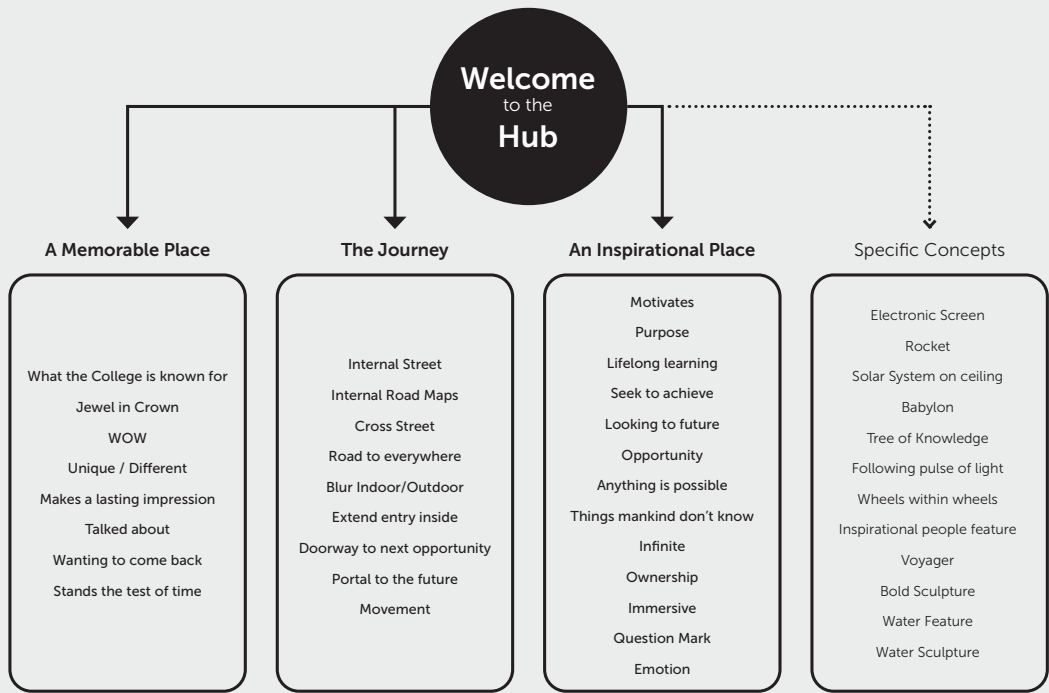 Welcome
to the
Hub
A Memorable Place
What the College is known for
Jewel in Crown
WOW
Unique / Different
Makes a lasting impression
Talked about
Wanting to come back
Stands the test of time
The Journey
Internal Street
Internal Road Maps
Cross Street
Road to everywhere
Blur Indoor/Outdoor
Extend entry inside
Doorway to next opportunity
Portal to the future
Movement
An Inspirational Place
Motivates
Purpose
Lifelong learning
Seek to achieve
Looking to future
Opportunity
Anything is possible
Things mankind don't know
Infinite
Ownership
Immersive
Question Mark
Emotion
Specific Concepts
Electronic Screen
Rocket
Solar System on ceiling
Babylon
Tree of Knowledge
Following pulse of light
Wheels within wheels
Inspirational people feature
Voyager
Bold Sculpture
Water Feature
Water Sculpture